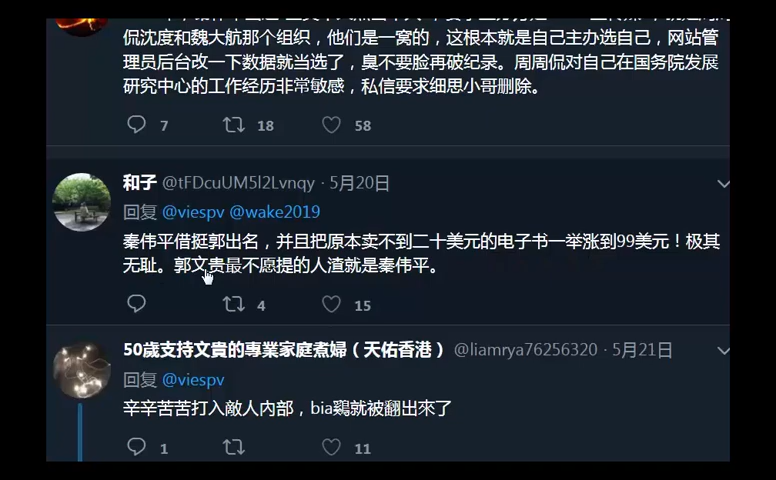 侃沈度和魏大航那个组织，他们是一窝的，这根本就是自己主办选自己，网站管
理员后台改一下数据就当选了，臭不要脸再破纪录。周周侃对自己在国务院发展
研究中心的工作经历非常敏感，私信要求细思小哥删除。
7 18 58
和子 @tFDcuUM5l2Lvnqy · 5月20日
回复 @viespv @wake2019
秦伟平借挺郭出名，并且把原本卖不到二十美元的电子书一举涨到99美元！极其
无耻。郭文贵最不愿提的人渣就是秦伟平。
4 15
50歲支持文貴的專業家庭煮婦（天佑香港） @liamrya76256320 · 5月21日
回复 @viespv
辛辛苦苦打入敵人内部，bia鷄就被翻出來了
1 11